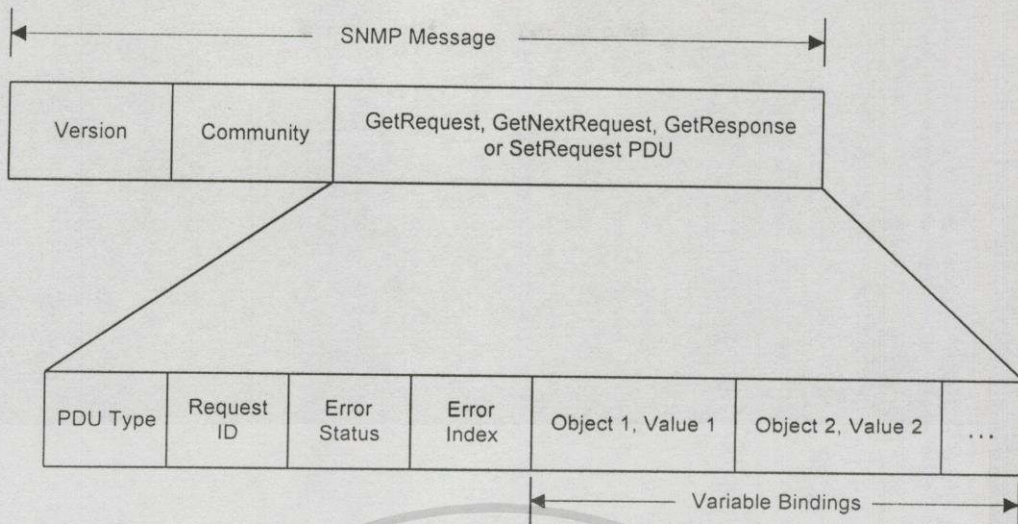 SNMP Message
Version
Community
GetRequest, GetNextRequest, GetResponse
or SetRequest PDU
PDU Type
Request
ID
Error
Status
Error
Index
Object 1, Value 1
Object 2, Value 2
...
Variable Bindings